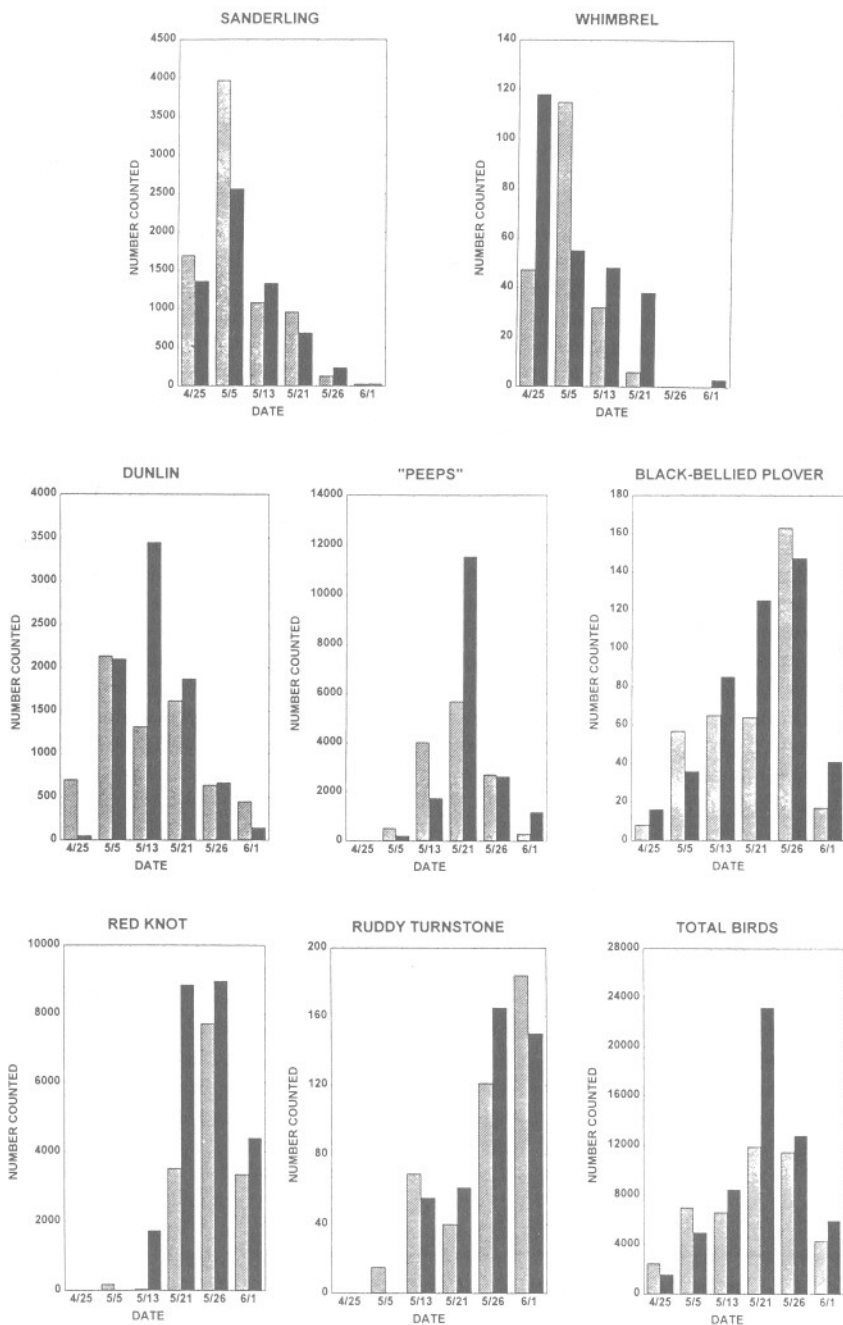 SANDERLING
NUMBER COUNTED
4500
4000
3500
3000
2500
2000
1500
1000
500
0
4/25 5/5 5/13 5/21 5/26 6/1
DATE
WHIMBREL
NUMBER COUNTED
140
120
100
80
60
40
20
0
4/25 5/5 5/13 5/21 5/26 6/1
DATE
DUNLIN
NUMBER COUNTED
4000
3500
3000
2500
2000
1500
1000
500
0
4/25 5/5 5/13 5/21 5/26 6/1
DATE
"PEEPS"
NUMBER COUNTED
14000
12000
10000
8000
6000
4000
2000
0
4/25 5/5 5/13 5/21 5/26 6/1
DATE
BLACK-BELLIED PLOVER
NUMBER COUNTED
180
160
140
120
100
80
60
40
20
0
4/25 5/5 5/13 5/21 5/26 6/1
DATE
RED KNOT
NUMBER COUNTED
10000
8000
6000
4000
2000
0
4/25 5/5 5/13 5/21 5/26 6/1
DATE
RUDDY TURNSTONE
NUMBER COUNTED
200
160
120
80
40
0
4/25 5/5 5/13 5/21 5/26 6/1
DATE
TOTAL BIRDS
NUMBER COUNTED
28000
24000
20000
16000
12000
8000
4000
0
4/25 5/5 5/13 5/21 5/26 6/1
DATE